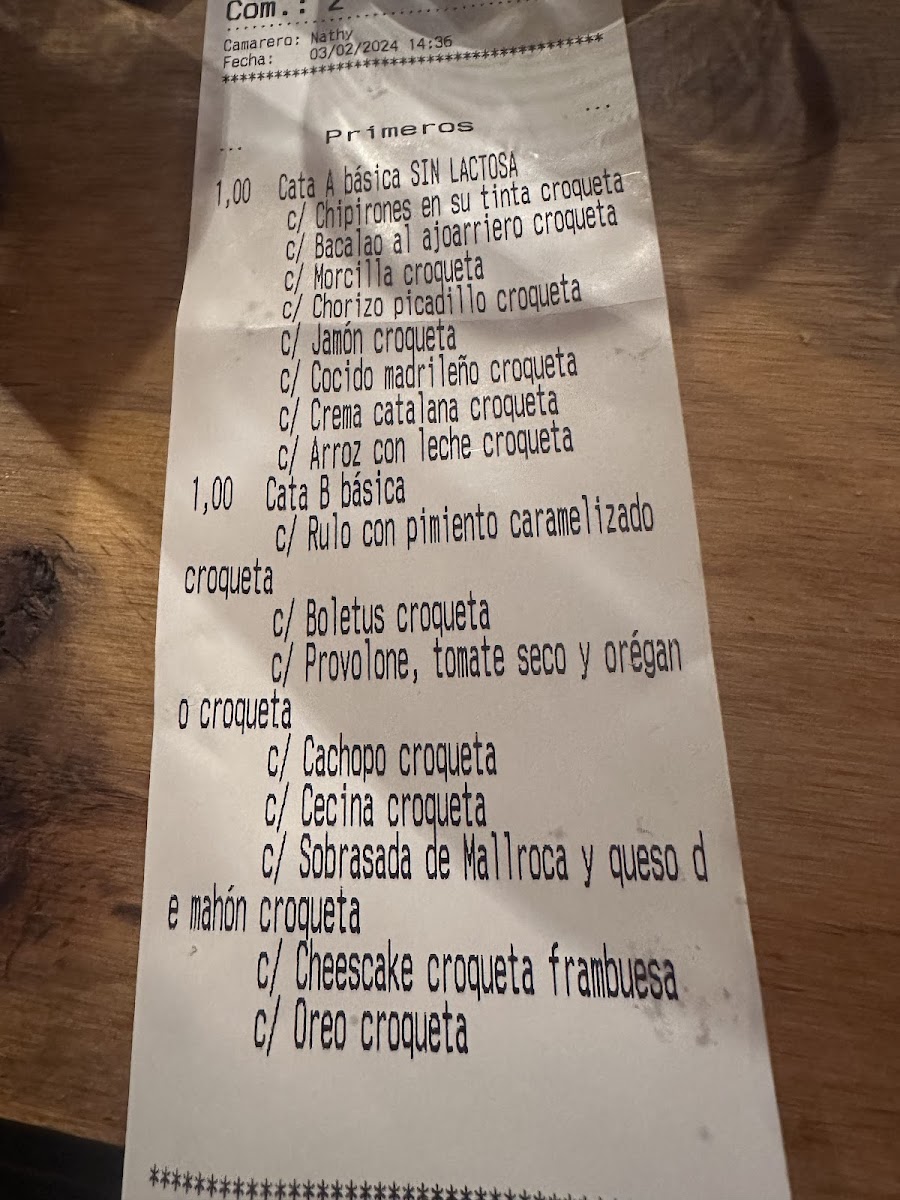 Com.: 2
Camarero: Nathy
Fecha: 03/02/2024 14:36
****************************************
... Primeros ...
1,00 Cata A básica SIN LACTOSA
c/ Chipirones en su tinta croqueta
c/ Bacalao al ajoarriero croqueta
c/ Morcilla croqueta
c/ Chorizo picadillo croqueta
c/ Jamón croqueta
c/ Cocido madrileño croqueta
c/ Crema catalana croqueta
c/ Arroz con leche croqueta
1,00 Cata B básica
c/ Rulo con pimiento caramelizado
croqueta
c/ Boletus croqueta
c/ Provolone, tomate seco y orégan
o croqueta
c/ Cachopo croqueta
c/ Cecina croqueta
c/ Sobrasada de Mallroca y queso d
e mahón croqueta
c/ Cheescake croqueta frambuesa
c/ Oreo croqueta
****************************************